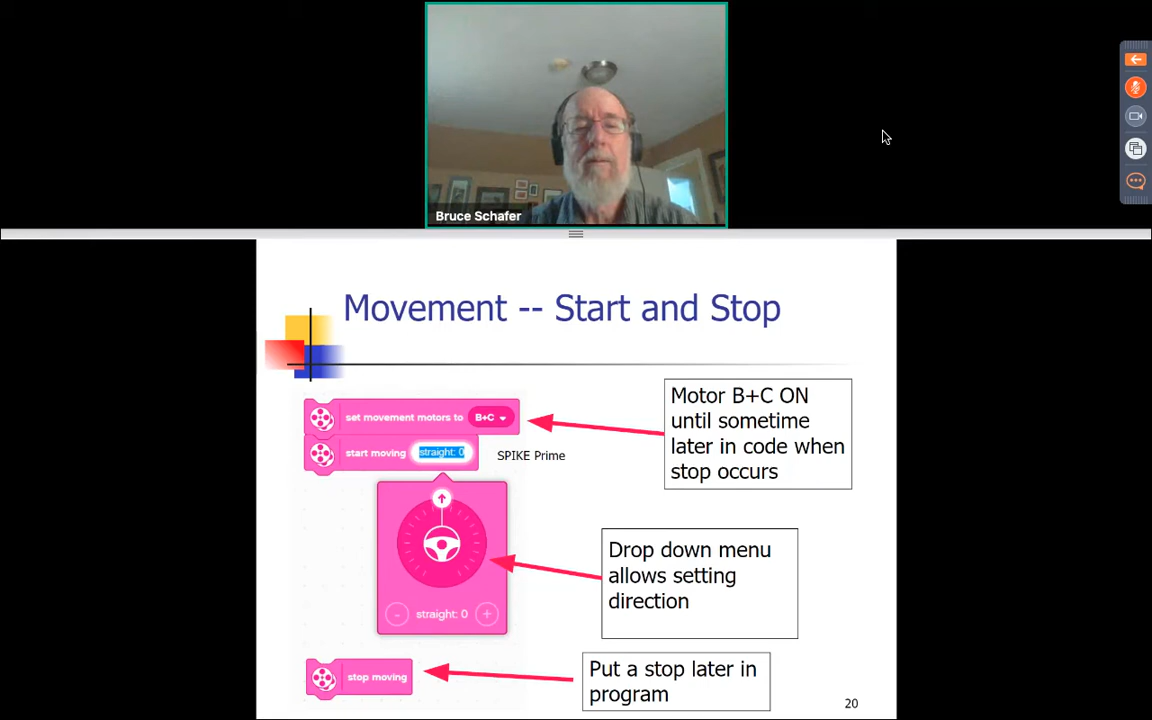 Bruce Schafer
Movement -- Start and Stop
set movement motors to B+C
start moving straight: 0
SPIKE Prime
Motor B+C ON
until sometime
later in code when
stop occurs
straight: 0
Drop down menu
allows setting
direction
stop moving
Put a stop later in
program
20